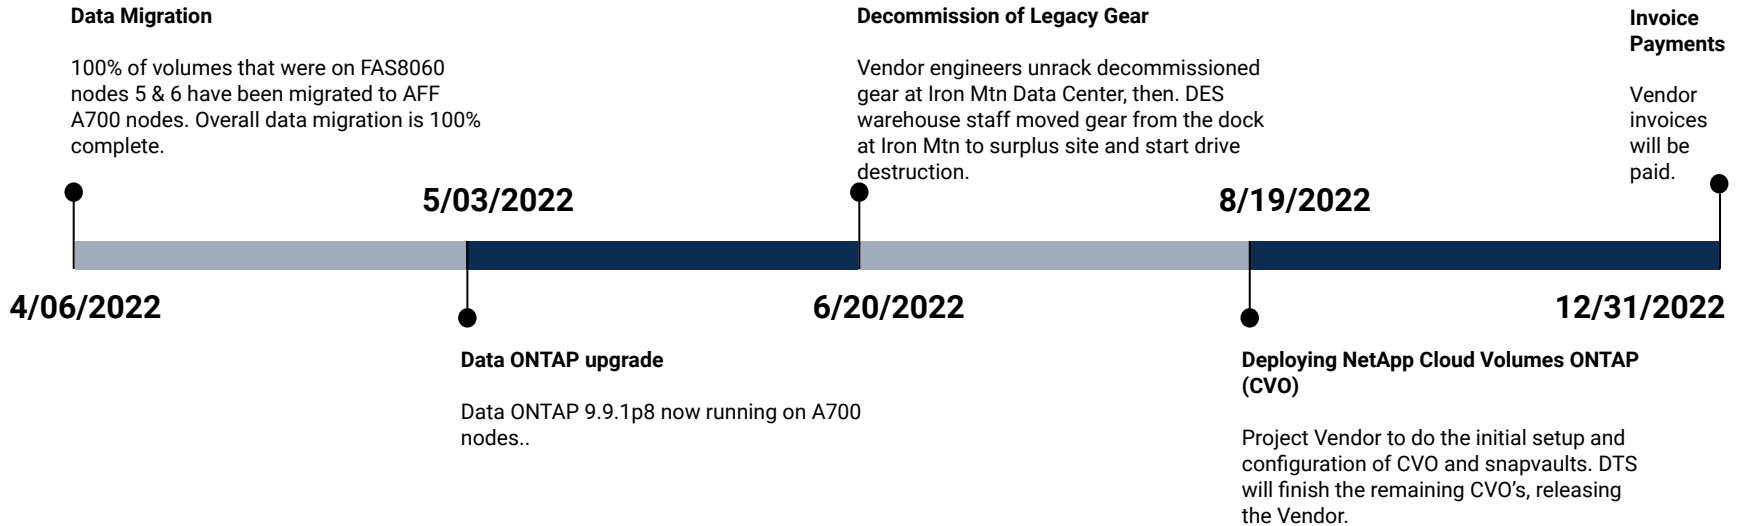 Data Migration
100% of volumes that were on FAS8060
nodes 5 & 6 have been migrated to AFF
A700 nodes. Overall data migration is 100%
complete.
4/06/2022
5/03/2022
Data ONTAP upgrade
Data ONTAP 9.9.1p8 now running on A700
nodes..
Decommission of Legacy Gear
Vendor engineers unrack decommissioned
gear at Iron Mtn Data Center, then. DES
warehouse staff moved gear from the dock
at Iron Mtn to surplus site and start drive
destruction.
6/20/2022
8/19/2022
Deploying NetApp Cloud Volumes ONTAP
(CVO)
Project Vendor to do the initial setup and
configuration of CVO and snapvaults. DTS
will finish the remaining CVO’s, releasing
the Vendor.
Invoice
Payments
Vendor
invoices
will be
paid.
12/31/2022